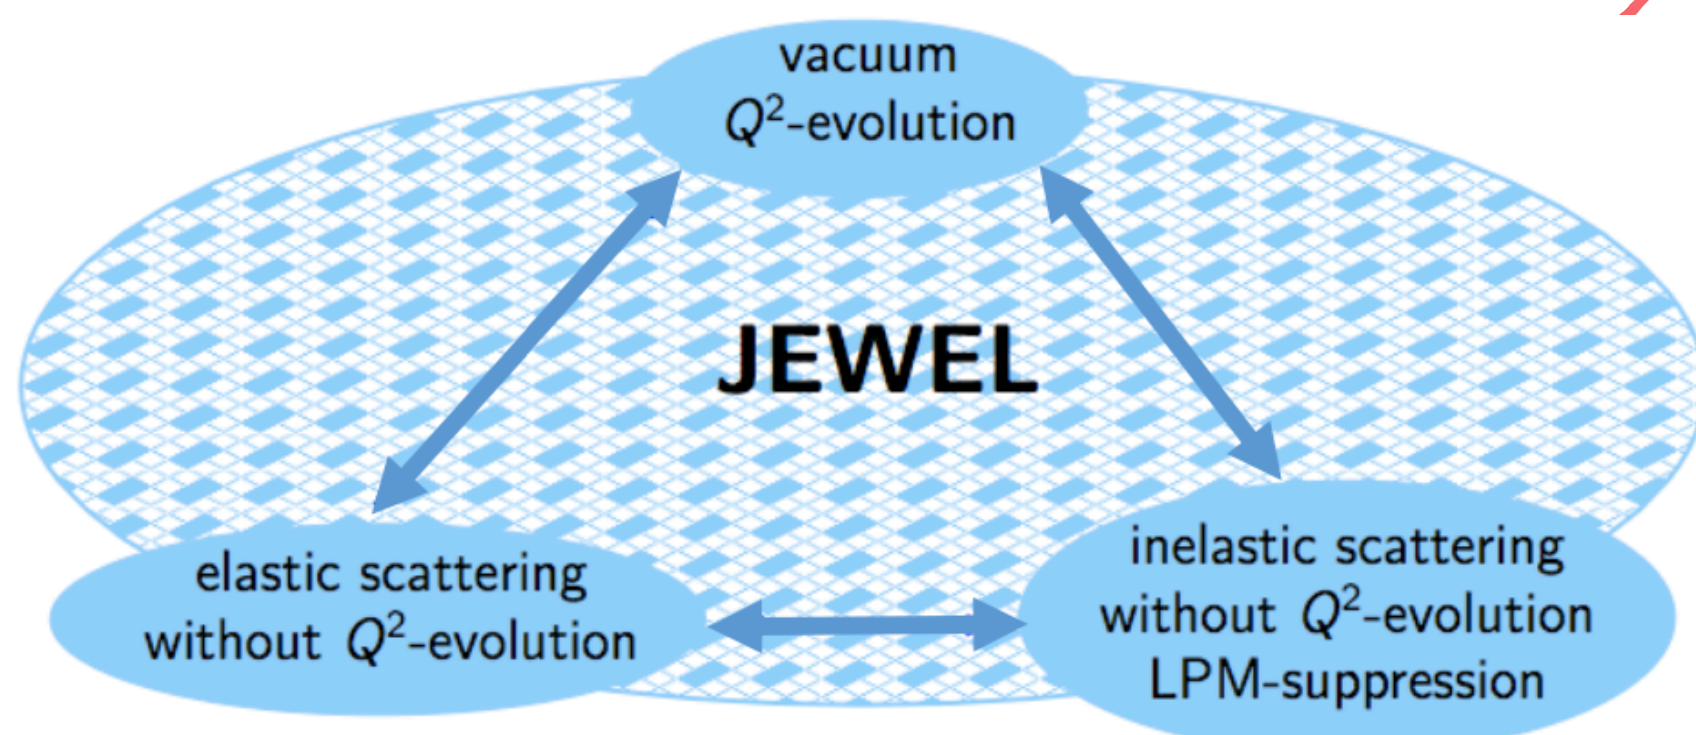 vacuum
Q²-evolution
JEWEL
elastic scattering
without Q²-evolution
inelastic scattering
without Q²-evolution
LPM-suppression